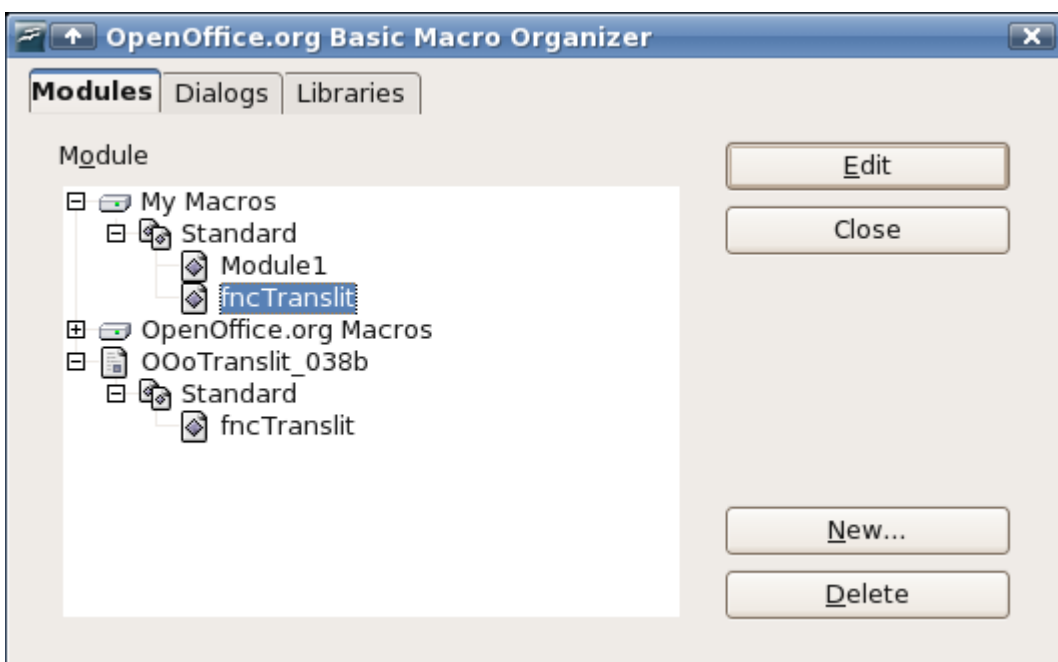 OpenOffice.org Basic Macro Organizer
Modules Dialogs Libraries
Module
My Macros
Standard
Module1
fncTranslit
OpenOffice.org Macros
OOoTranslit_038b
Standard
fncTranslit
Edit
Close
New...
Delete